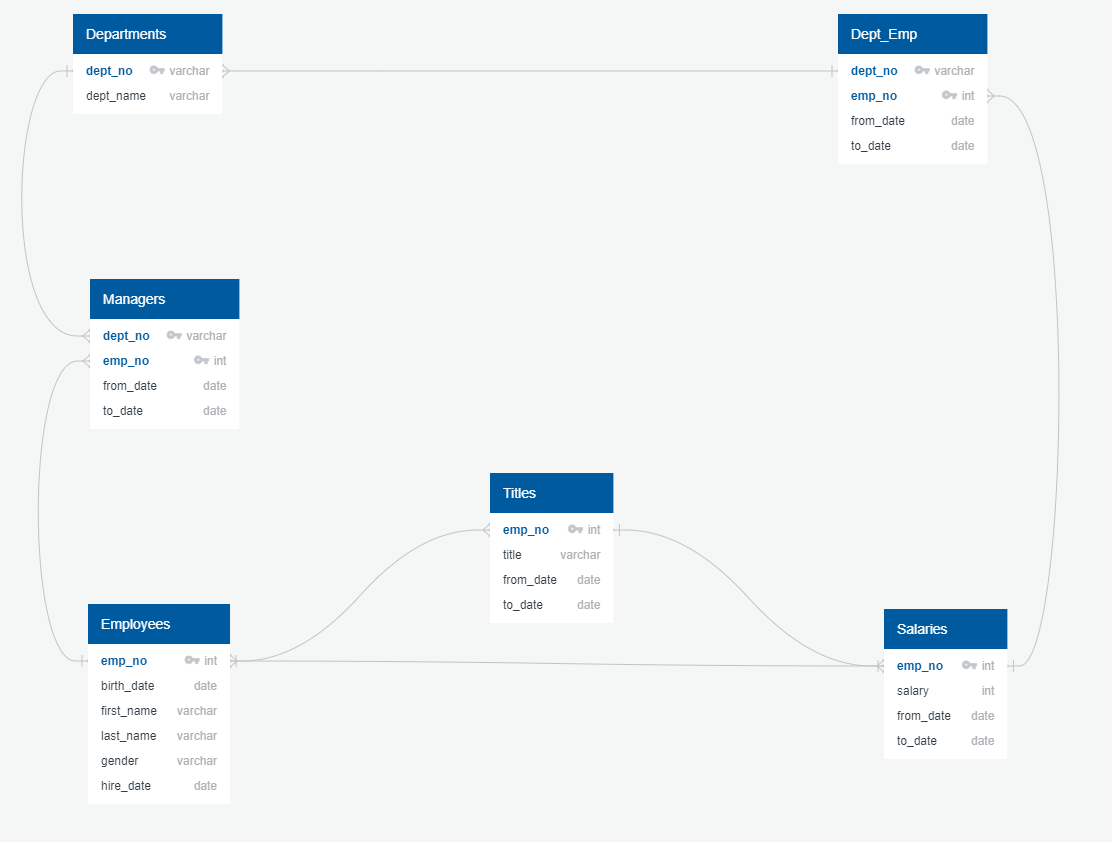 Departments
dept_no varchar
dept_name varchar
Dept_Emp
dept_no varchar
emp_no int
from_date date
to_date date
Managers
dept_no varchar
emp_no int
from_date date
to_date date
Titles
emp_no int
title varchar
from_date date
to_date date
Employees
emp_no int
birth_date date
first_name varchar
last_name varchar
gender varchar
hire_date date
Salaries
emp_no int
salary int
from_date date
to_date date